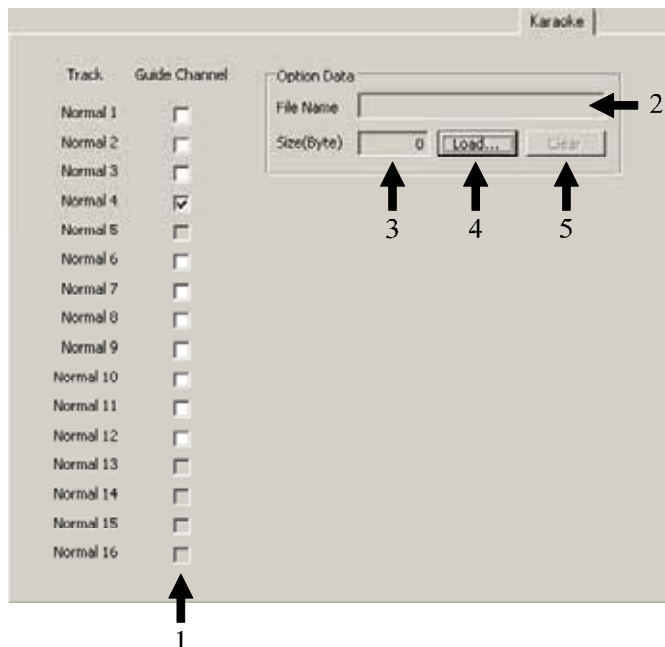 Karaoke
Track Guide Channel
Option Data
File Name
2
Size(Byte) 0 Load... Clear
3 4 5
Normal 1
Normal 2
Normal 3
Normal 4
Normal 5
Normal 6
Normal 7
Normal 8
Normal 9
Normal 10
Normal 11
Normal 12
Normal 13
Normal 14
Normal 15
Normal 16
1